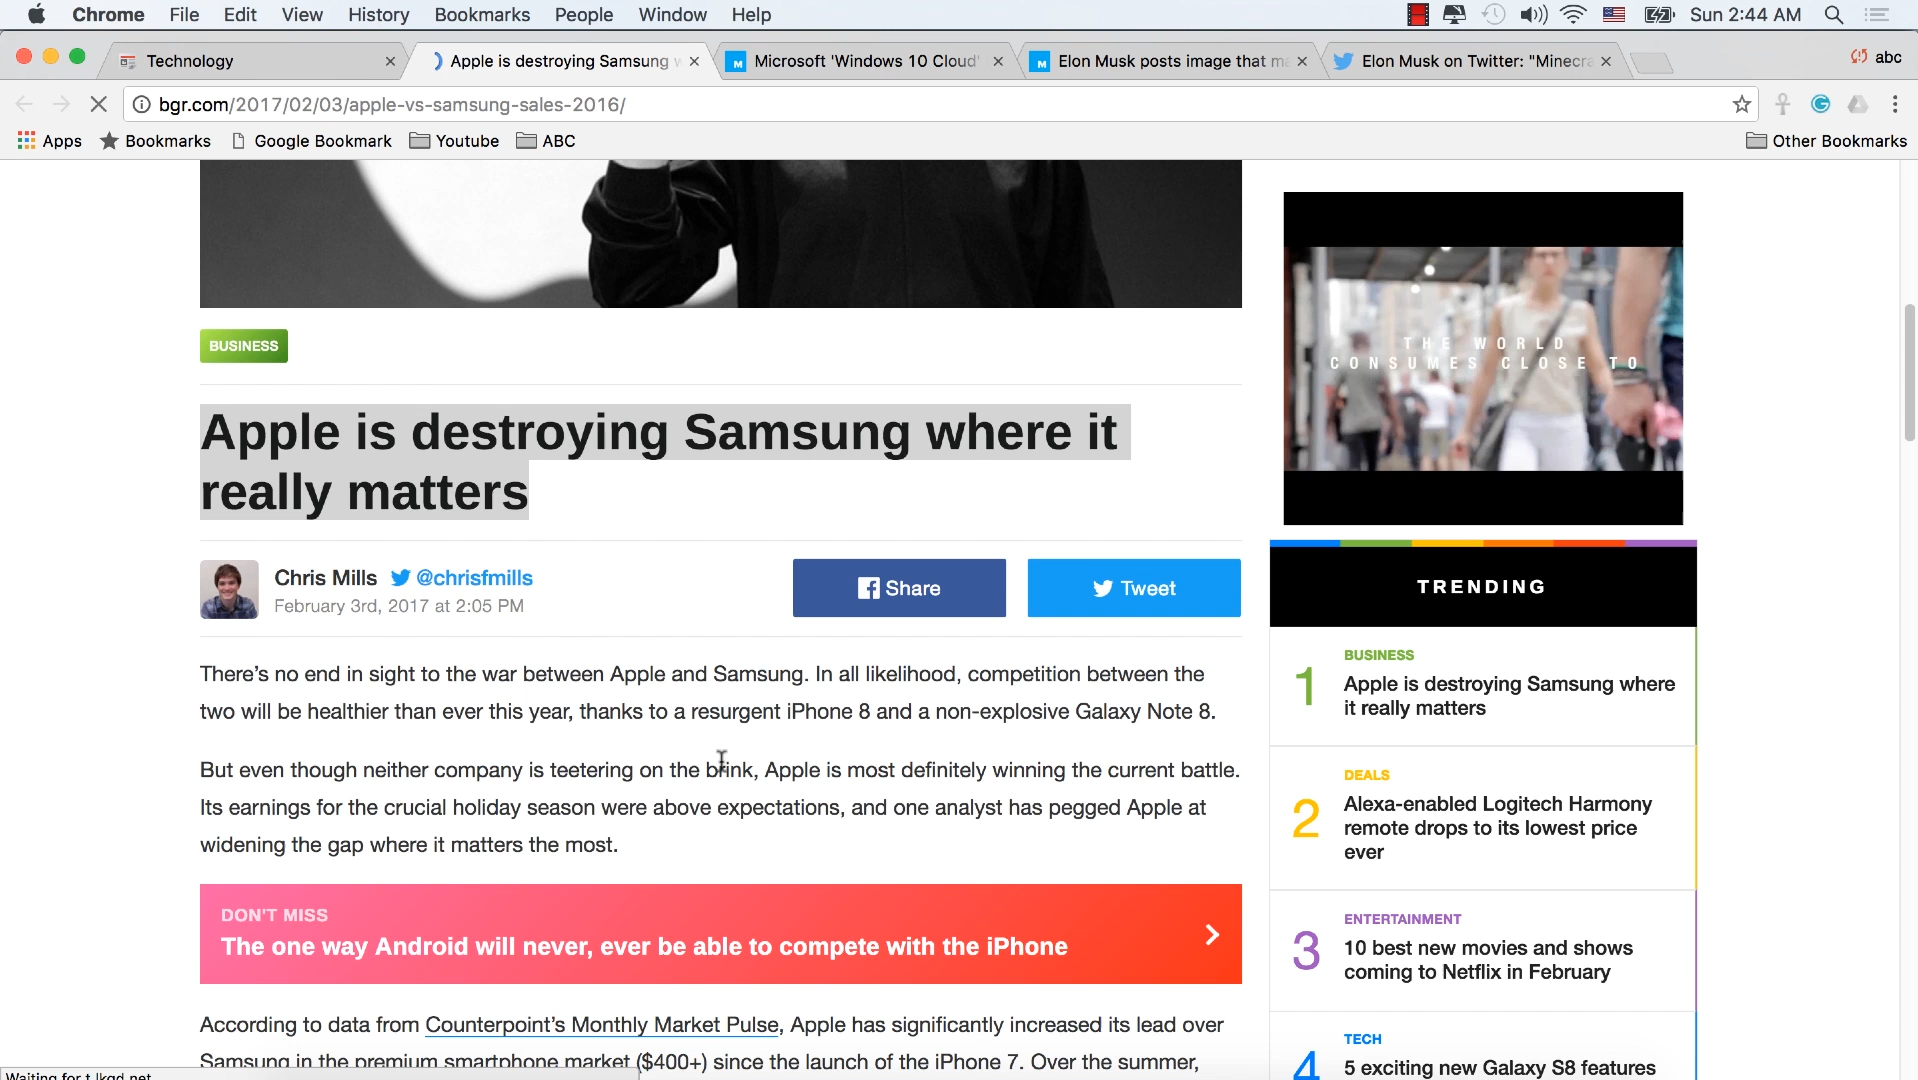 Chrome File Edit View History Bookmarks People Window Help
Sun 2:44 AM
Technology
Apple is destroying Samsung w
Microsoft 'Windows 10 Cloud'
Elon Musk posts image that ma
Elon Musk on Twitter: "Minecra
abc
bgr.com/2017/02/03/apple-vs-samsung-sales-2016/
Apps Bookmarks Google Bookmark Youtube ABC Other Bookmarks
THE WORLD
CONSUMES CLOSE TO
BUSINESS
Apple is destroying Samsung where it
really matters
Chris Mills @chrisfmills
February 3rd, 2017 at 2:05 PM
Share
Tweet
There's no end in sight to the war between Apple and Samsung. In all likelihood, competition between the
two will be healthier than ever this year, thanks to a resurgent iPhone 8 and a non-explosive Galaxy Note 8.
But even though neither company is teetering on the brink, Apple is most definitely winning the current battle.
Its earnings for the crucial holiday season were above expectations, and one analyst has pegged Apple at
widening the gap where it matters the most.
DON'T MISS
The one way Android will never, ever be able to compete with the iPhone
According to data from Counterpoint's Monthly Market Pulse, Apple has significantly increased its lead over
Samsung in the premium smartphone market ($400+) since the launch of the iPhone 7. Over the summer,
TRENDING
1
BUSINESS
Apple is destroying Samsung where
it really matters
2
DEALS
Alexa-enabled Logitech Harmony
remote drops to its lowest price
ever
3
ENTERTAINMENT
10 best new movies and shows
coming to Netflix in February
4
TECH
5 exciting new Galaxy S8 features
Waiting for t.lkqd.net